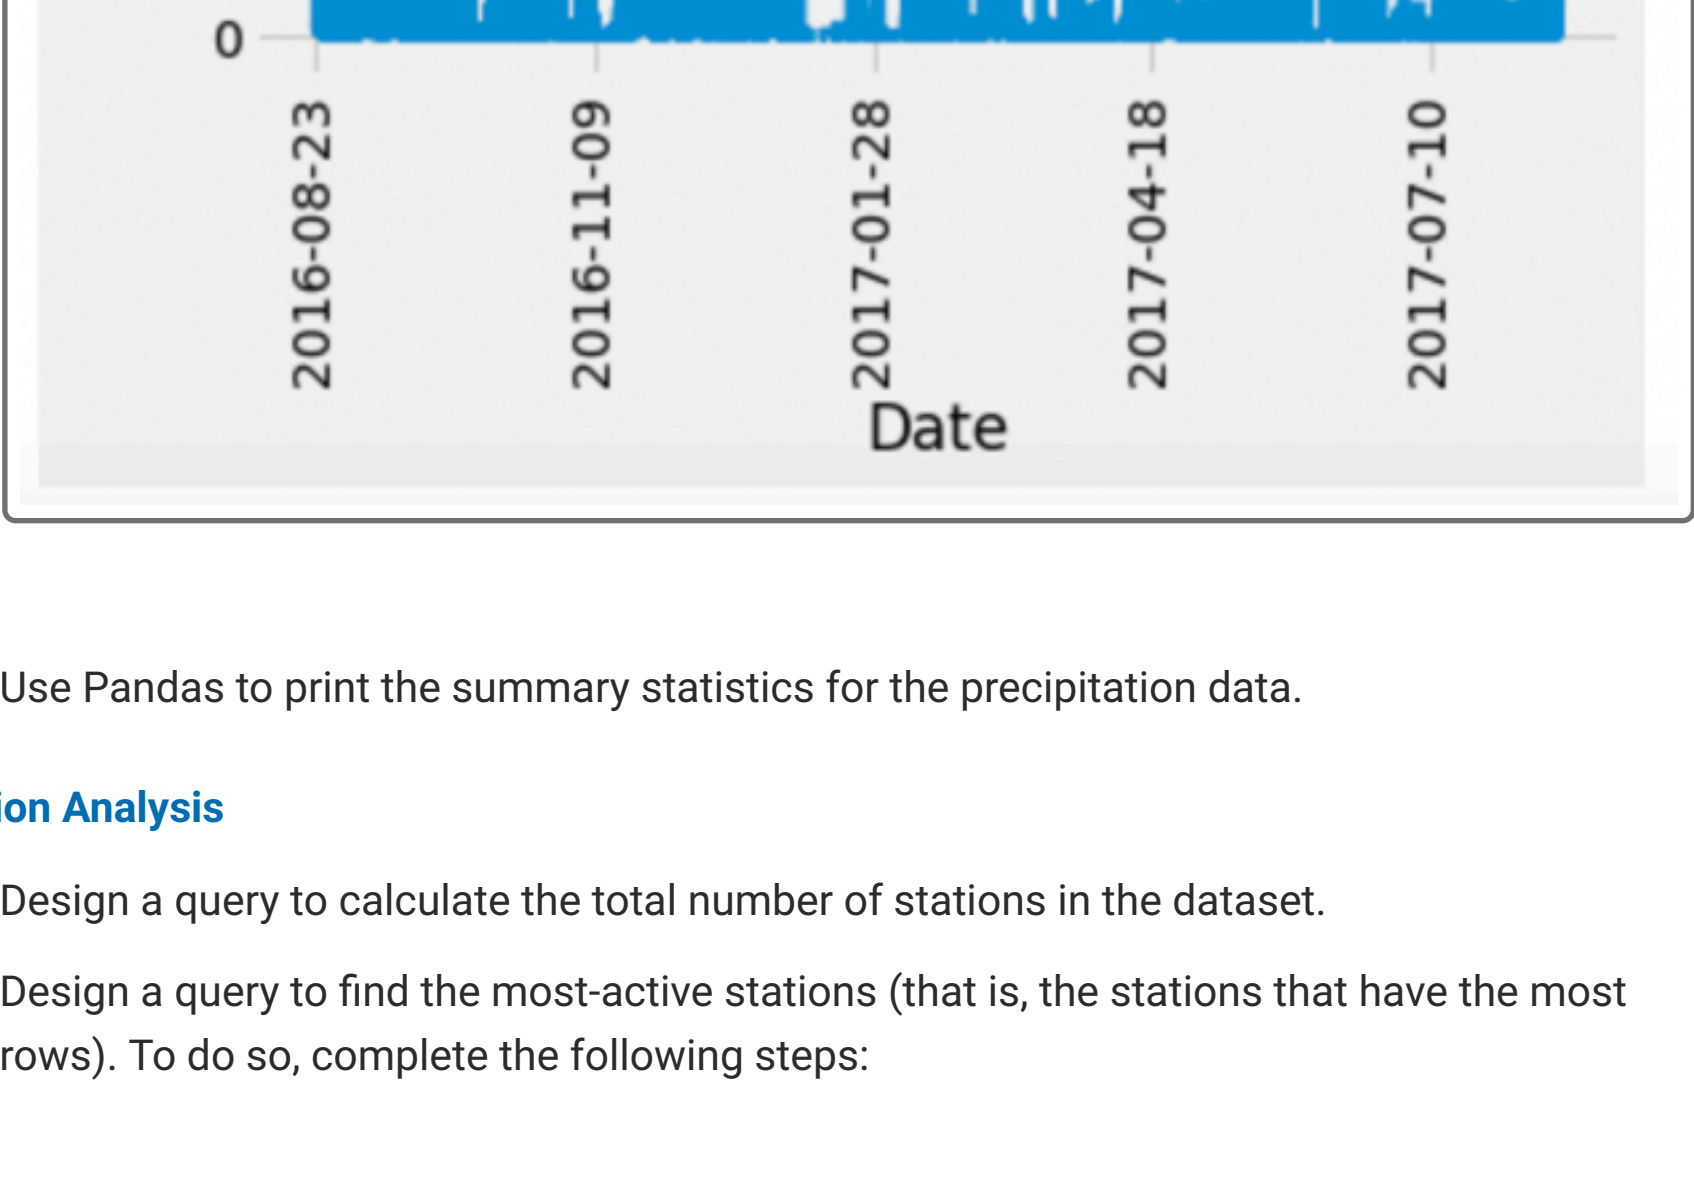 0
2016-08-23
2016-11-09
2017-01-28
2017-04-18
2017-07-10
Date
Use Pandas to print the summary statistics for the precipitation data.
ion Analysis
Design a query to calculate the total number of stations in the dataset.
Design a query to find the most-active stations (that is, the stations that have the most
rows). To do so, complete the following steps: